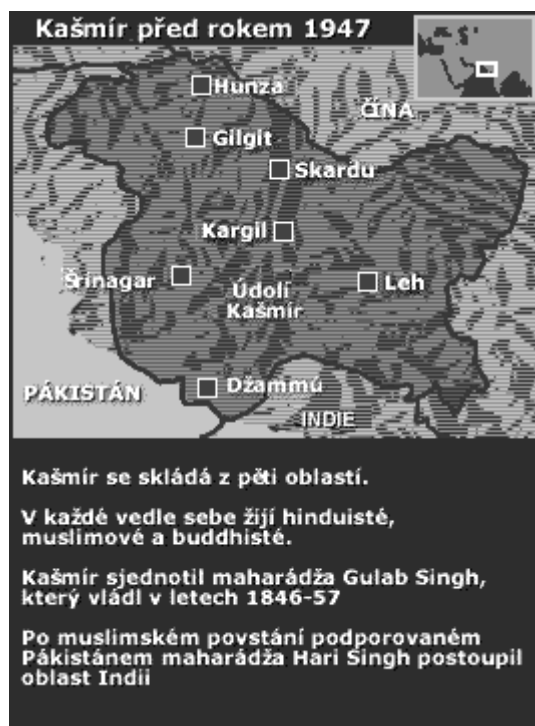 Kašmír před rokem 1947
Hunza
ČÍNA
Gilgit
Skardu
Kargil
Šrínagar
Údolí
Kašmír
Leh
PÁKISTÁN
Džammú
INDIE
Kašmír se skládá z pěti oblastí.
V každé vedle sebe žijí hinduisté,
muslimové a buddhisté.
Kašmír sjednotil maharádža Gulab Singh,
který vládl v letech 1846-57
Po muslimském povstání podporovaném
Pákistánem maharádža Hari Singh postoupil
oblast Indii